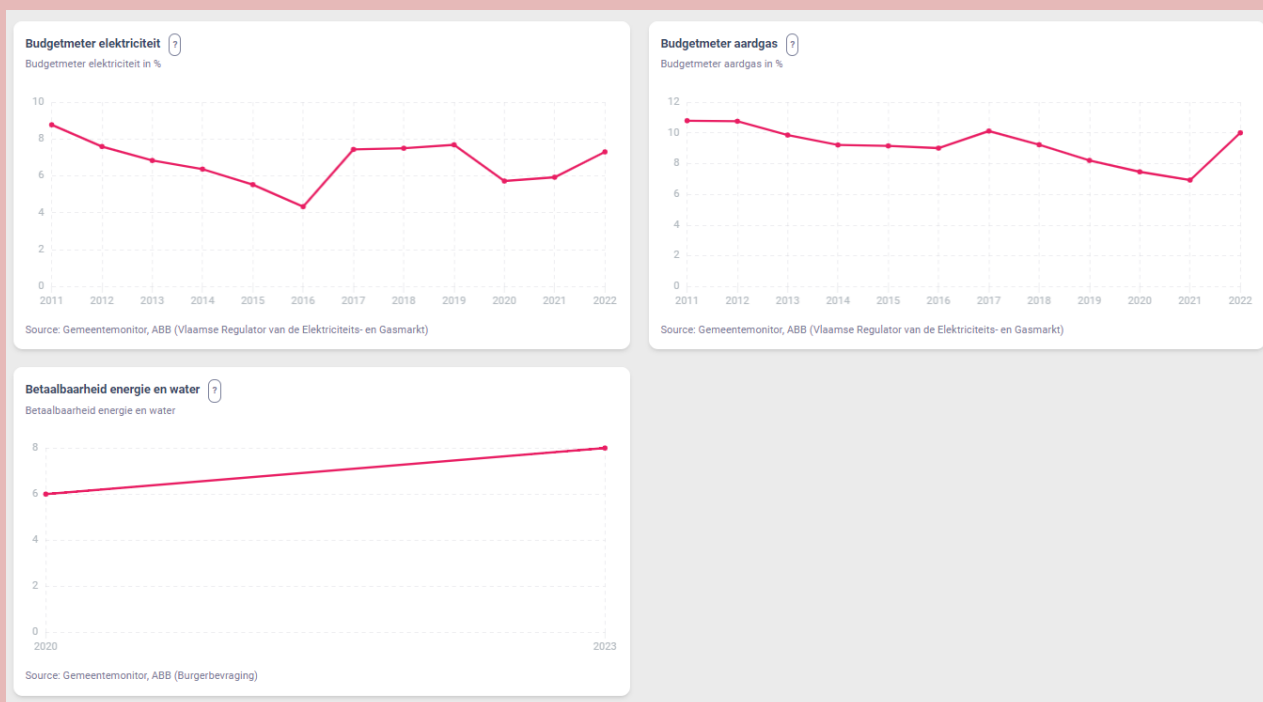 Budgetmeter elektriciteit ?
Budgetmeter elektriciteit in %
10
8
6
4
2
0
2011 2012 2013 2014 2015 2016 2017 2018 2019 2020 2021 2022
Source: Gemeentemonitor, ABB (Vlaamse Regulator van de Elektriciteits- en Gasmarkt)
Budgetmeter aardgas ?
Budgetmeter aardgas in %
12
10
8
6
4
2
0
2011 2012 2013 2014 2015 2016 2017 2018 2019 2020 2021 2022
Source: Gemeentemonitor, ABB (Vlaamse Regulator van de Elektriciteits- en Gasmarkt)
Betaalbaarheid energie en water ?
Betaalbaarheid energie en water
8
6
4
2
0
2020 2023
Source: Gemeentemonitor, ABB (Burgerbevraging)